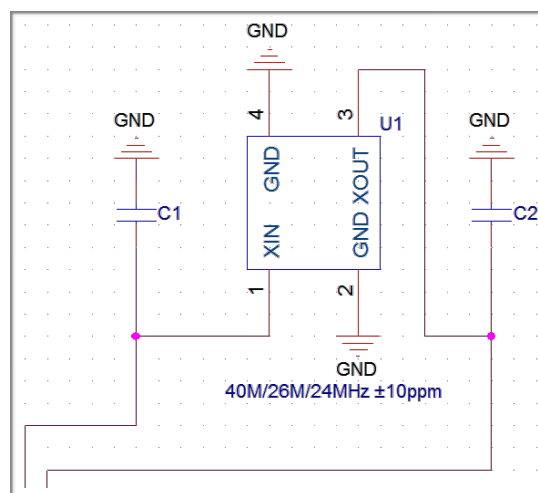 GND
4
3
U1
GND
GND
C1
GND
XOUT
C2
XIN
GND
1
2
GND
40M/26M/24MHz ±10ppm